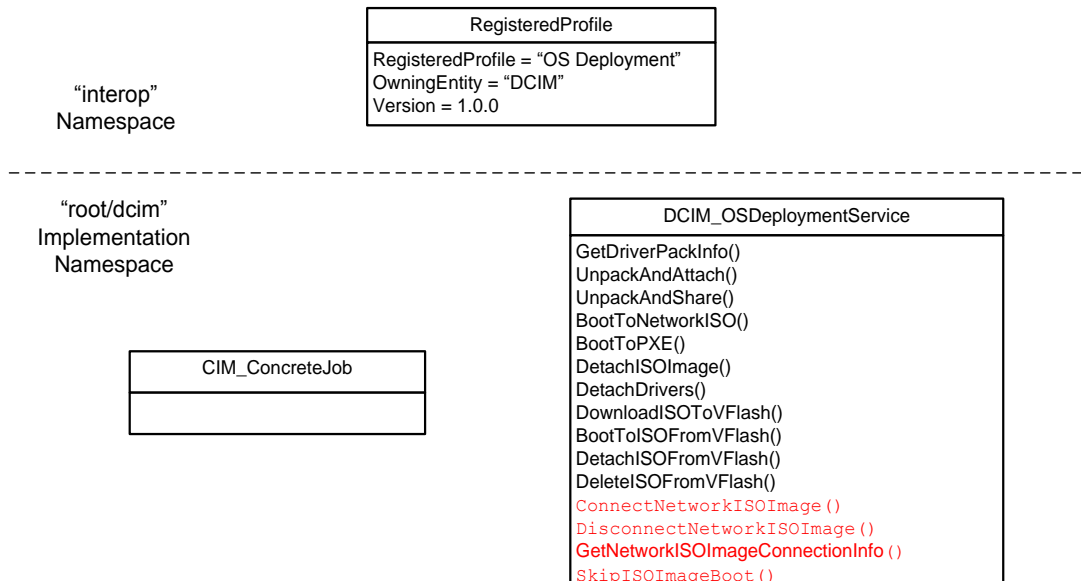 RegisteredProfile
RegisteredProfile = “OS Deployment”
OwningEntity = “DCIM”
Version = 1.0.0
“interop”
Namespace
“root/dcim”
Implementation
Namespace
CIM_ConcreteJob
DCIM_OSDeploymentService
GetDriverPackInfo()
UnpackAndAttach()
UnpackAndShare()
BootToNetworkISO()
BootToPXE()
DetachISOImage()
DetachDrivers()
DownloadISOToVFlash()
BootToISOFromVFlash()
DetachISOFromVFlash()
DeleteISOFromVFlash()
ConnectNetworkISOImage()
DisconnectNetworkISOImage()
GetNetworkISOImageConnectionInfo()
SkipISOImageBoot()